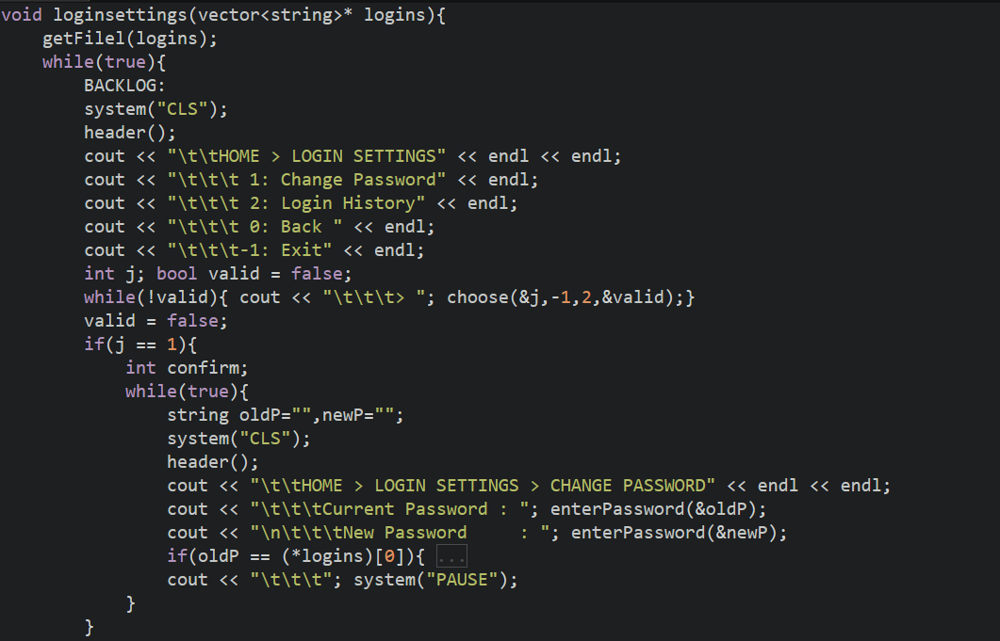 void loginsettings(vector<string>* logins){
    getFilel(logins);
    while(true){
        BACKLOG:
        system("CLS");
        header();
        cout << "\t\tHOME > LOGIN SETTINGS" << endl << endl;
        cout << "\t\t\t 1: Change Password" << endl;
        cout << "\t\t\t 2: Login History" << endl;
        cout << "\t\t\t 0: Back " << endl;
        cout << "\t\t\t-1: Exit" << endl;
        int j; bool valid = false;
        while(!valid){ cout << "\t\t\t> "; choose(&j,-1,2,&valid);}
        valid = false;
        if(j == 1){
            int confirm;
            while(true){
                string oldP="",newP="";
                system("CLS");
                header();
                cout << "\t\tHOME > LOGIN SETTINGS > CHANGE PASSWORD" << endl << endl;
                cout << "\t\t\tCurrent Password : "; enterPassword(&oldP);
                cout << "\n\t\t\tNew Password     : "; enterPassword(&newP);
                if(oldP == (*logins)[0]){ ...
                cout << "\t\t\t"; system("PAUSE");
            }
        }